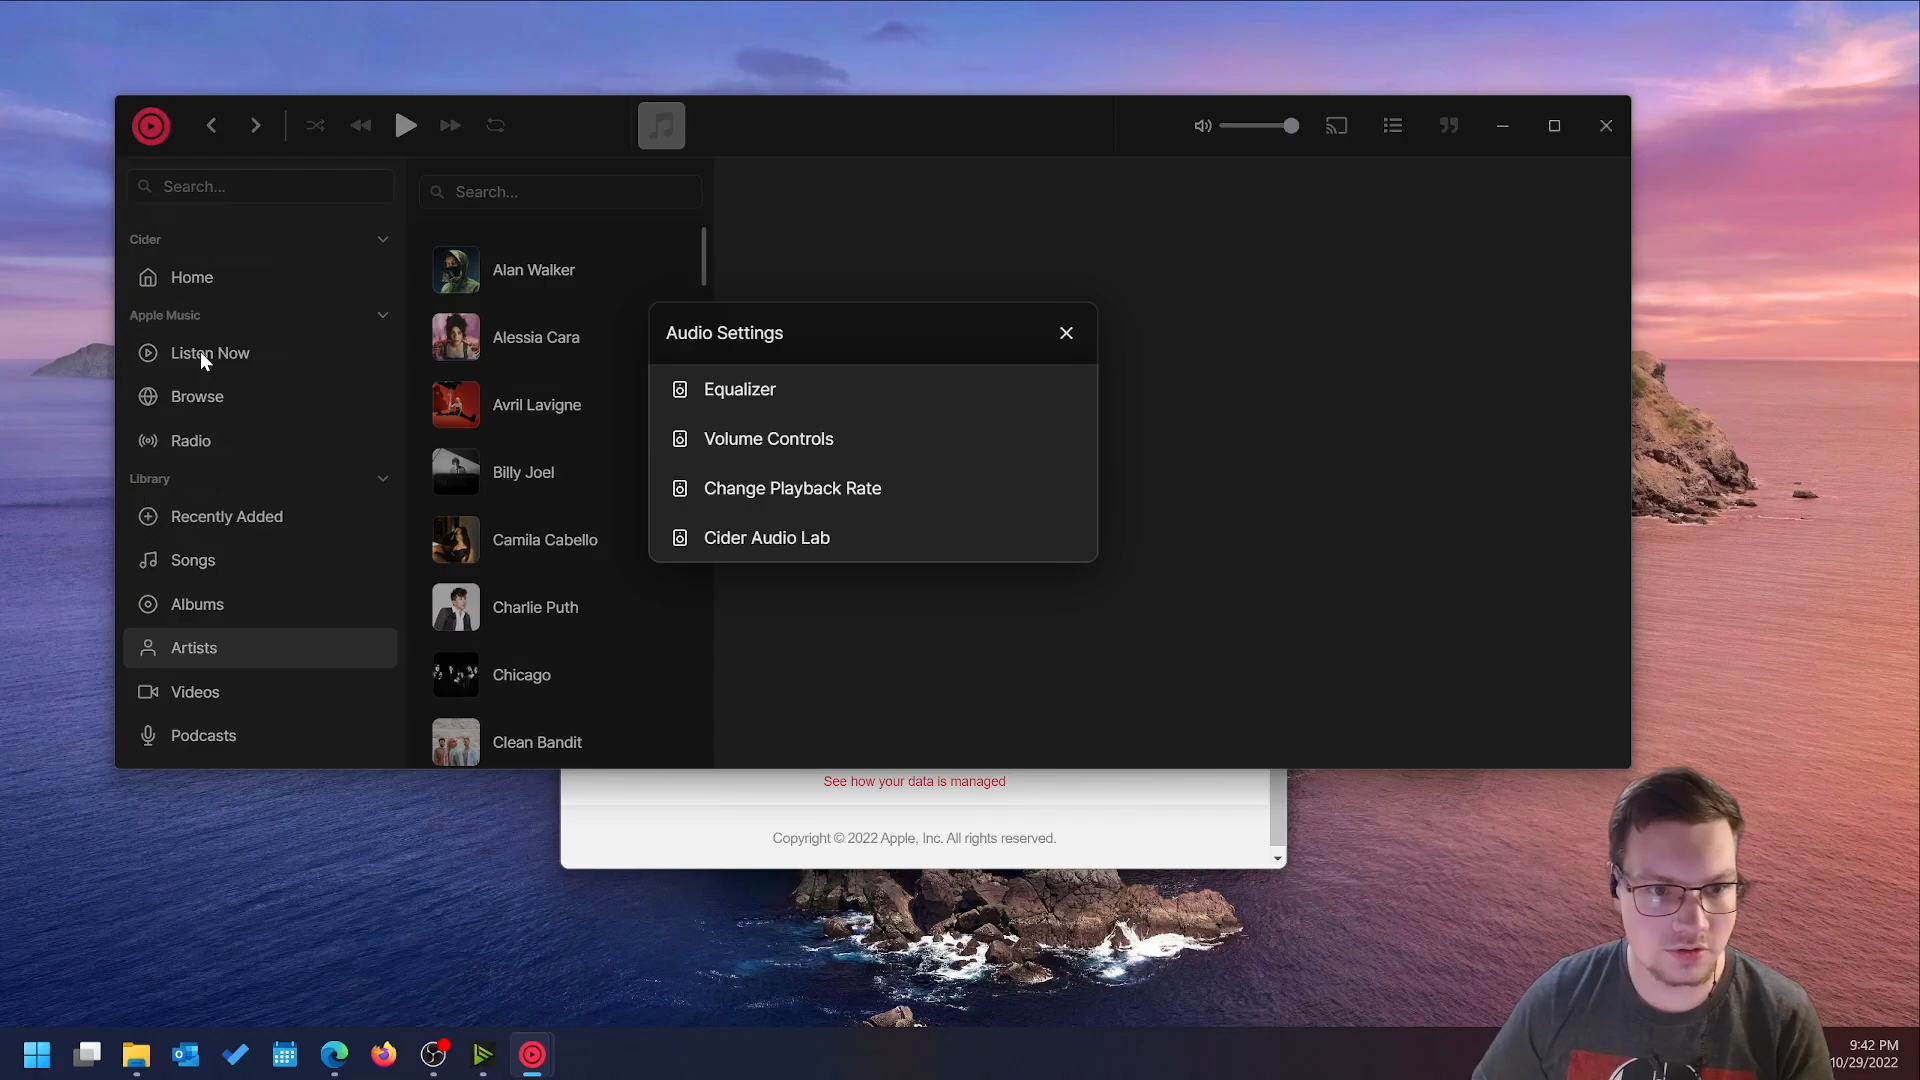 Search...
Cider
Home
Apple Music
Listen Now
Browse
Radio
Library
Recently Added
Songs
Albums
Artists
Videos
Podcasts
Search...
Alan Walker
Alessia Cara
Avril Lavigne
Billy Joel
Camila Cabello
Charlie Puth
Chicago
Clean Bandit
Audio Settings
Equalizer
Volume Controls
Change Playback Rate
Cider Audio Lab
See how your data is managed
Copyright © 2022 Apple, Inc. All rights reserved.
9:42 PM
10/29/2022